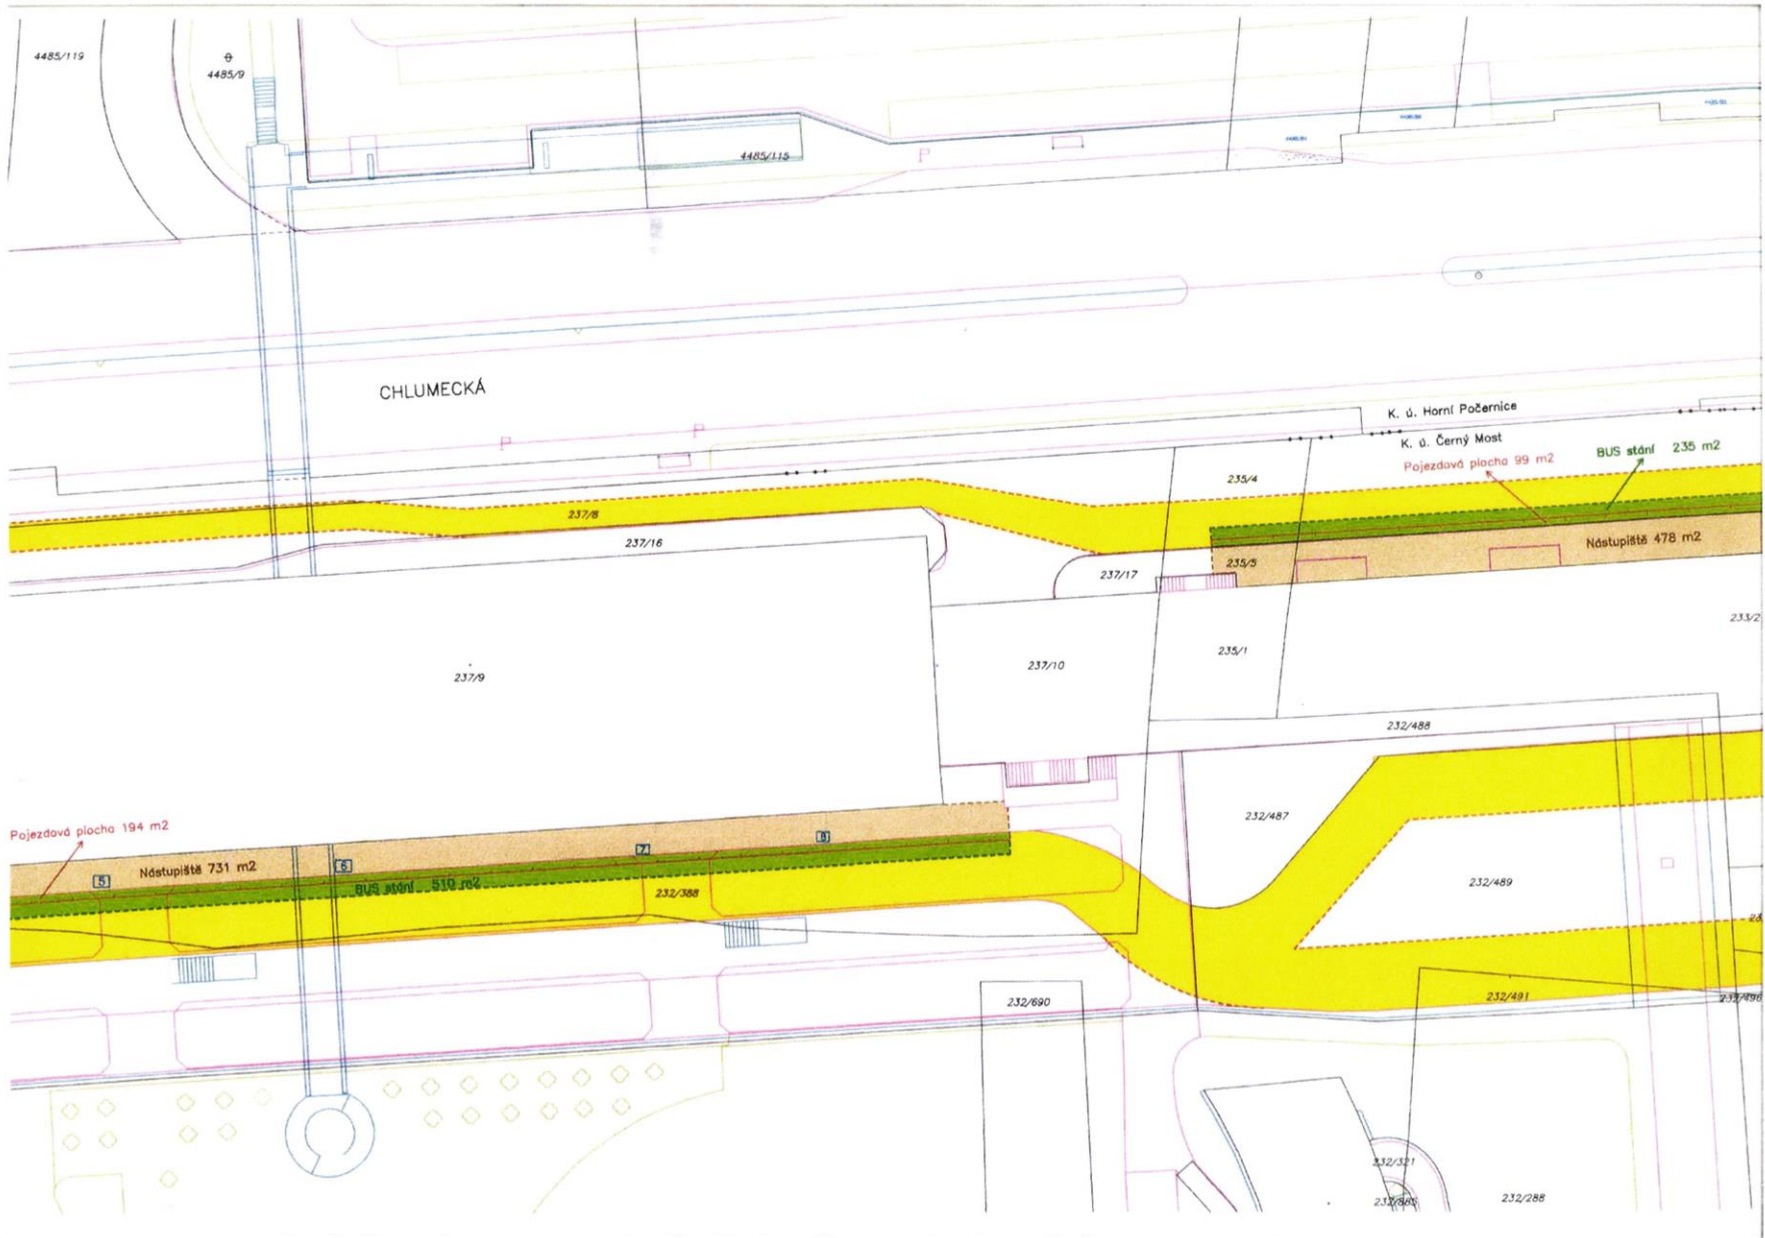 4485/119
4485/9
4485/115
CHLUMECKÁ
K. ú. Horní Počernice
K. ú. Černý Most
Pojezdová plocha 99 m2
BUS stání 235 m2
235/4
237/8
237/16
Nástupiště 478 m2
235/5
237/17
233/2
237/9
237/10
235/1
232/488
232/487
Pojezdová plocha 194 m2
Nástupiště 731 m2
5
6
7
8
BUS stání 510 m2
232/388
232/489
232/690
232/491
232/496
232/321
232/288